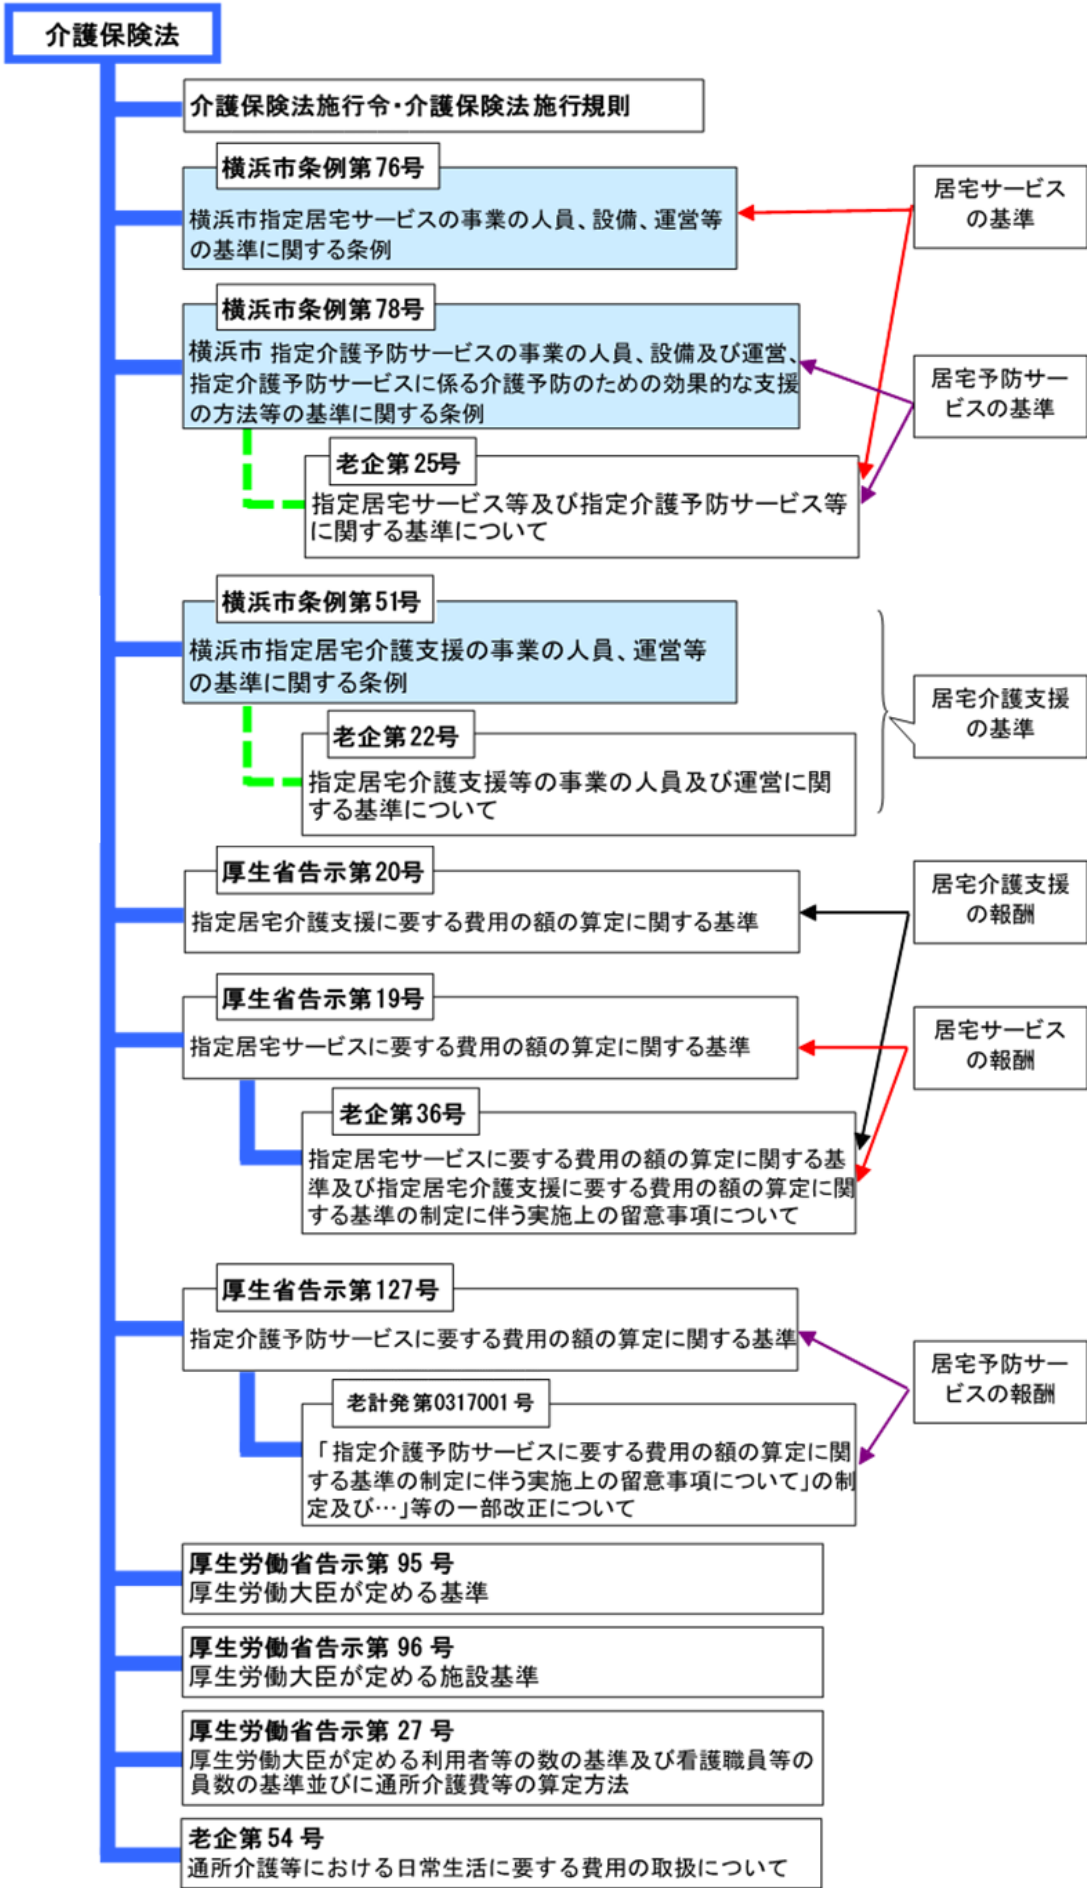 介護保険法
介護保険法施行令・介護保険法施行規則
横浜市条例第76号
横浜市指定居宅サービスの事業の人員、設備、運営等
の基準に関する条例
居宅サービス
の基準
横浜市条例第78号
横浜市 指定介護予防サービスの事業の人員、設備及び運営、
指定介護予防サービスに係る介護予防のための効果的な支援
の方法等の基準に関する条例
居宅予防サー
ビスの基準
老企第25号
指定居宅サービス等及び指定介護予防サービス等
に関する基準について
横浜市条例第51号
横浜市指定居宅介護支援の事業の人員、運営等
の基準に関する条例
居宅介護支援
の基準
老企第22号
指定居宅介護支援等の事業の人員及び運営に関
する基準について
厚生省告示第20号
指定居宅介護支援に要する費用の額の算定に関する基準
居宅介護支援
の報酬
厚生省告示第19号
指定居宅サービスに要する費用の額の算定に関する基準
居宅サービス
の報酬
老企第36号
指定居宅サービスに要する費用の額の算定に関する基
準及び指定居宅介護支援に要する費用の額の算定に関
する基準の制定に伴う実施上の留意事項について
厚生省告示第127号
指定介護予防サービスに要する費用の額の算定に関する基準
居宅予防サー
ビスの報酬
老計発第0317001号
「指定介護予防サービスに要する費用の額の算定に関
する基準の制定に伴う実施上の留意事項について」の制
定及び…」等の一部改正について
厚生労働省告示第 95 号
厚生労働大臣が定める基準
厚生労働省告示第 96 号
厚生労働大臣が定める施設基準
厚生労働省告示第 27 号
厚生労働大臣が定める利用者等の数の基準及び看護職員等の
員数の基準並びに通所介護費等の算定方法
老企第 54 号
通所介護等における日常生活に要する費用の取扱について